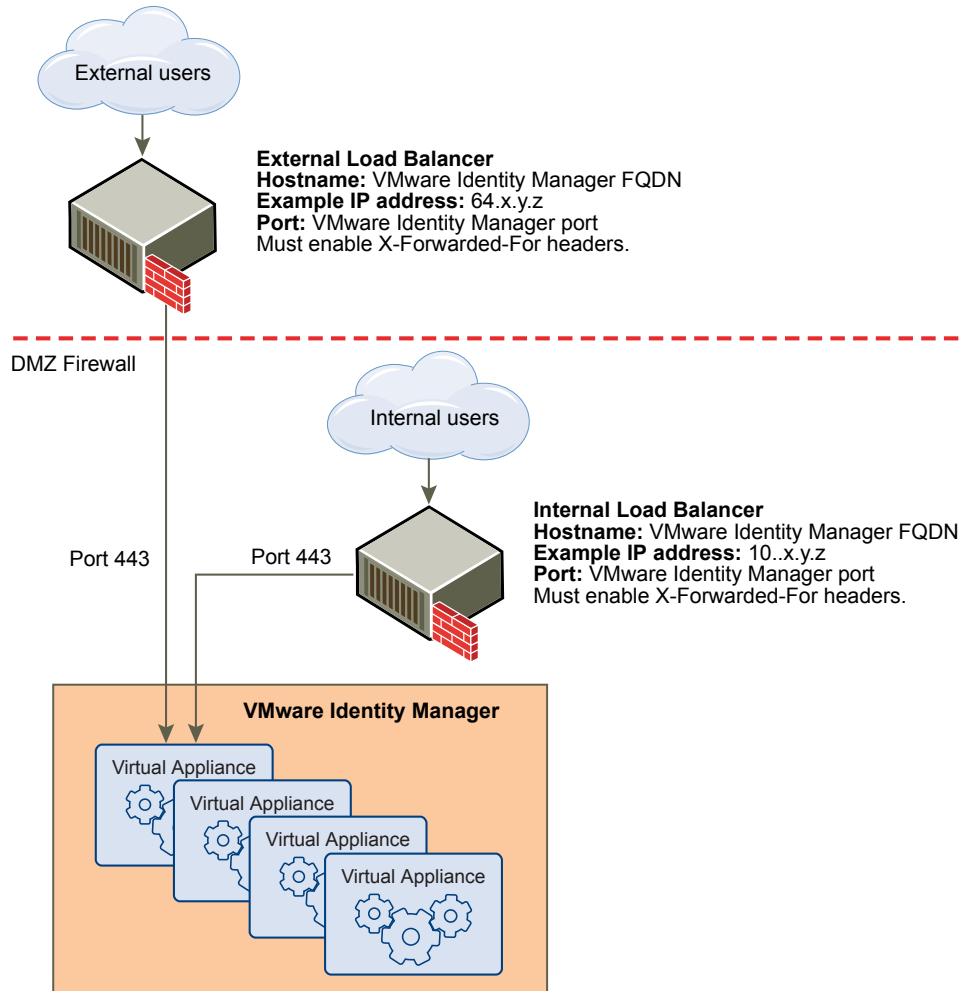 External users
External Load Balancer
Hostname: VMware Identity Manager FQDN
Example IP address: 64.x.y.z
Port: VMware Identity Manager port
Must enable X-Forwarded-For headers.
DMZ Firewall
Internal users
Internal Load Balancer
Hostname: VMware Identity Manager FQDN
Example IP address: 10..x.y.z
Port: VMware Identity Manager port
Must enable X-Forwarded-For headers.
Port 443
Port 443
VMware Identity Manager
Virtual Appliance
Virtual Appliance
Virtual Appliance
Virtual Appliance